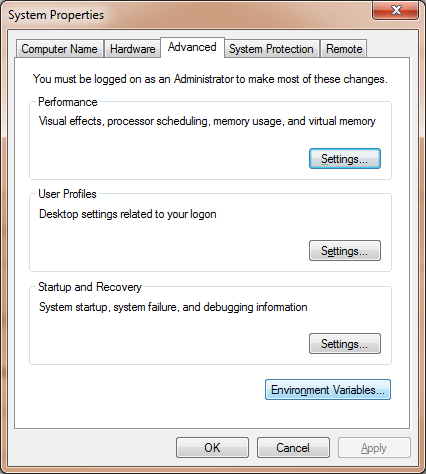 System Properties
Computer Name Hardware Advanced System Protection Remote
You must be logged on as an Administrator to make most of these changes.
Performance
Visual effects, processor scheduling, memory usage, and virtual memory
Settings...
User Profiles
Desktop settings related to your logon
Settings...
Startup and Recovery
System startup, system failure, and debugging information
Settings...
Environment Variables...
OK Cancel Apply